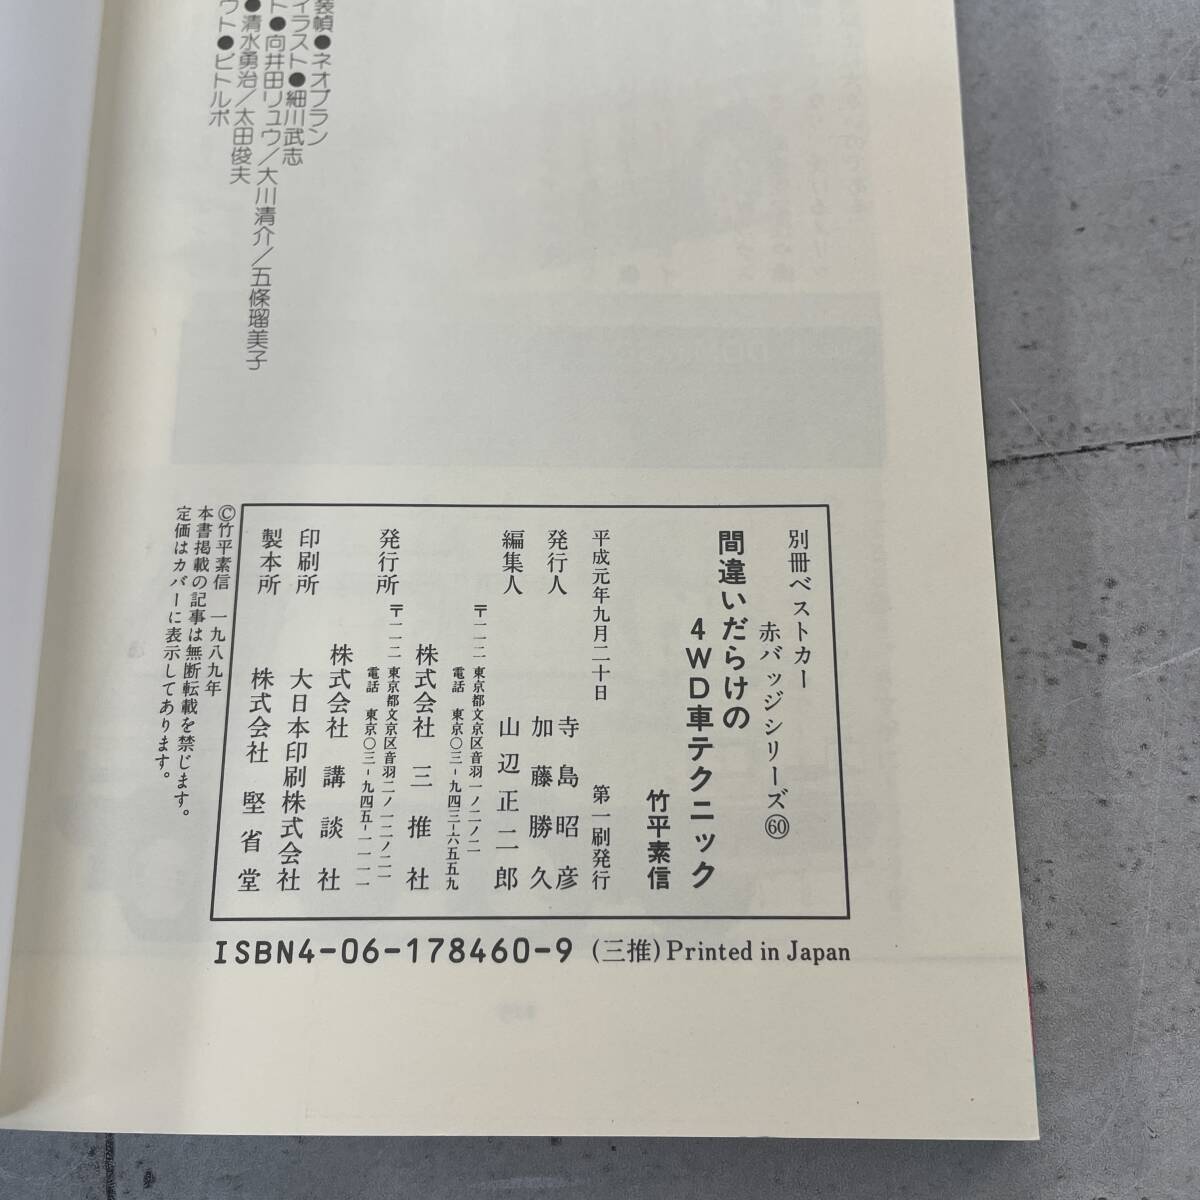 装幀●ネオプラン
イラスト●細川武志
ト●向井田リュウ／大川清介／五條瑠美子
●清水勇治／太田俊夫
ウト●ピトルポ
別冊ベストカー
赤バッジシリーズ㊿
間違いだらけの
4WD車テクニック
竹平素信
平成元年九月二十日 第一刷発行
発行人 寺島昭彦
加藤勝久
編集人 山辺正二郎
〒一一二 東京都文京区音羽一ノ二ノ二
電話 東京〇三-九四三-六五五九
株式会社 三推社
発行所 〒一一二 東京都文京区音羽二ノ一二ノ二一
電話 東京〇三-九四五-一一一一
株式会社 講談社
印刷所 大日本印刷株式会社
製本所 株式会社 堅省堂
©竹平素信 一九八九年
本書掲載の記事は無断転載を禁じます。
定価はカバーに表示してあります。
ISBN4-06-178460-9 (三推) Printed in Japan